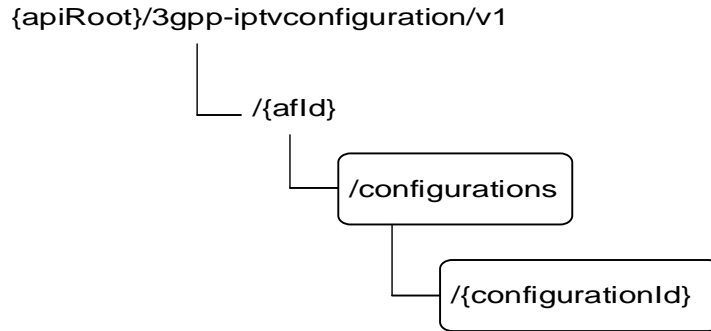 {apiRoot}/3gpp-iptvconfiguration/v1
/{afId}
/configurations
/{configurationId}